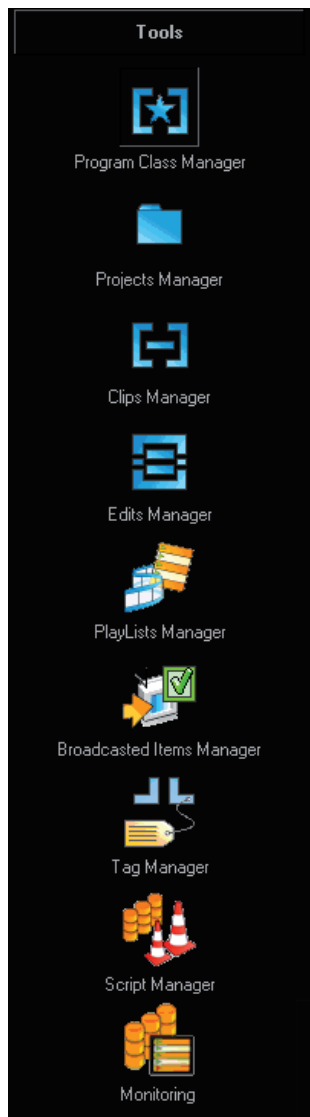 Tools
Program Class Manager
Projects Manager
Clips Manager
Edits Manager
PlayLists Manager
Broadcasted Items Manager
Tag Manager
Script Manager
Monitoring